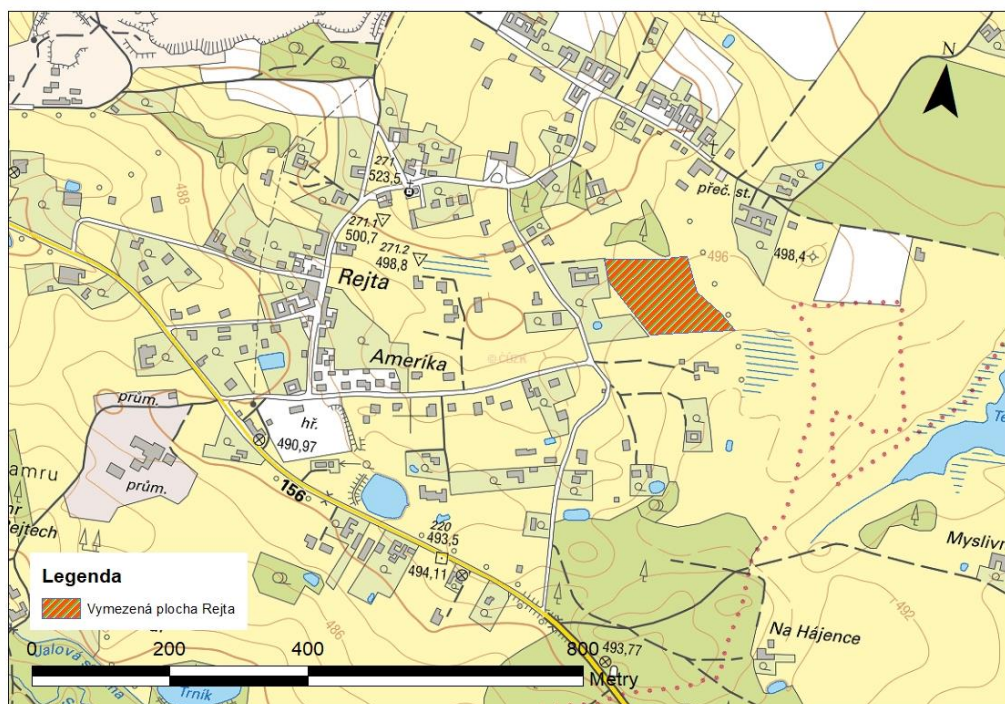 N
271
523,5
488
přeč. st.
271.1
500,7
271.2
498,8
496
498,4
Rejta
© ČÚZK
Amerika
prům.
hř.
490,97
prům.
156
220
493,5
494,11
Myslivn
492
Legenda
Vymezená plocha Rejta
486
Na Hájence
493,77
0 200 400 800
Metry
Trník